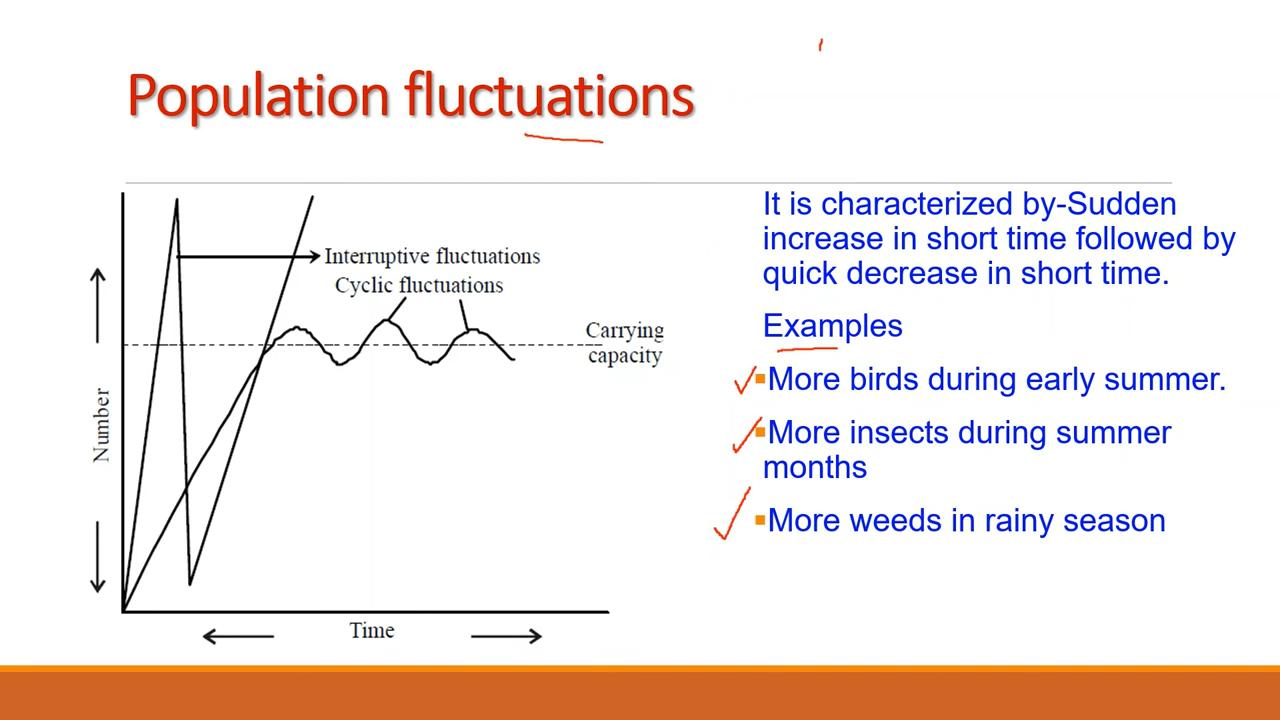 Population fluctuations
Interruptive fluctuations
Cyclic fluctuations
Carrying
capacity
Number
Time
It is characterized by-Sudden
increase in short time followed by
quick decrease in short time.
Examples
▪More birds during early summer.
▪More insects during summer
months
▪More weeds in rainy season